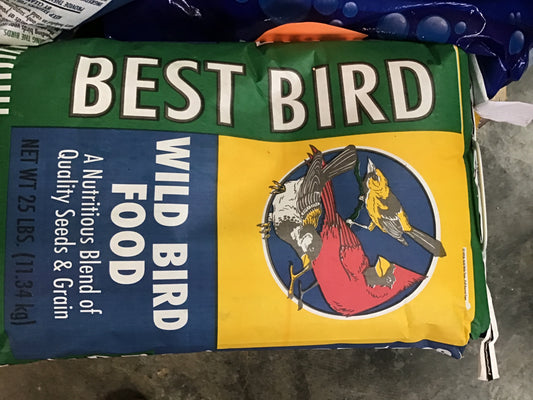 BEST BIRD
WILD BIRD
FOOD
A Nutritious Blend of
Quality Seeds & Grain
NET WT 25 LBS. (11.34 kg)